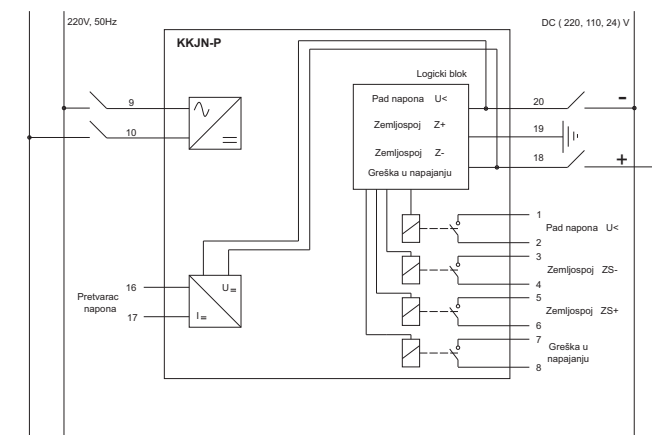 220V, 50Hz
DC ( 220, 110, 24) V
KKJN-P
Logicki blok
Pad napona U<
Zemljospoj Z+
Zemljospoj Z-
Greška u napajanju
9
10
20
-
19
18
+
1
Pad napona U<
2
3
Zemljospoj ZS-
4
5
Zemljospoj ZS+
6
7
Greška u
napajanju
8
16
Pretvarac
napona
17
U=
I=